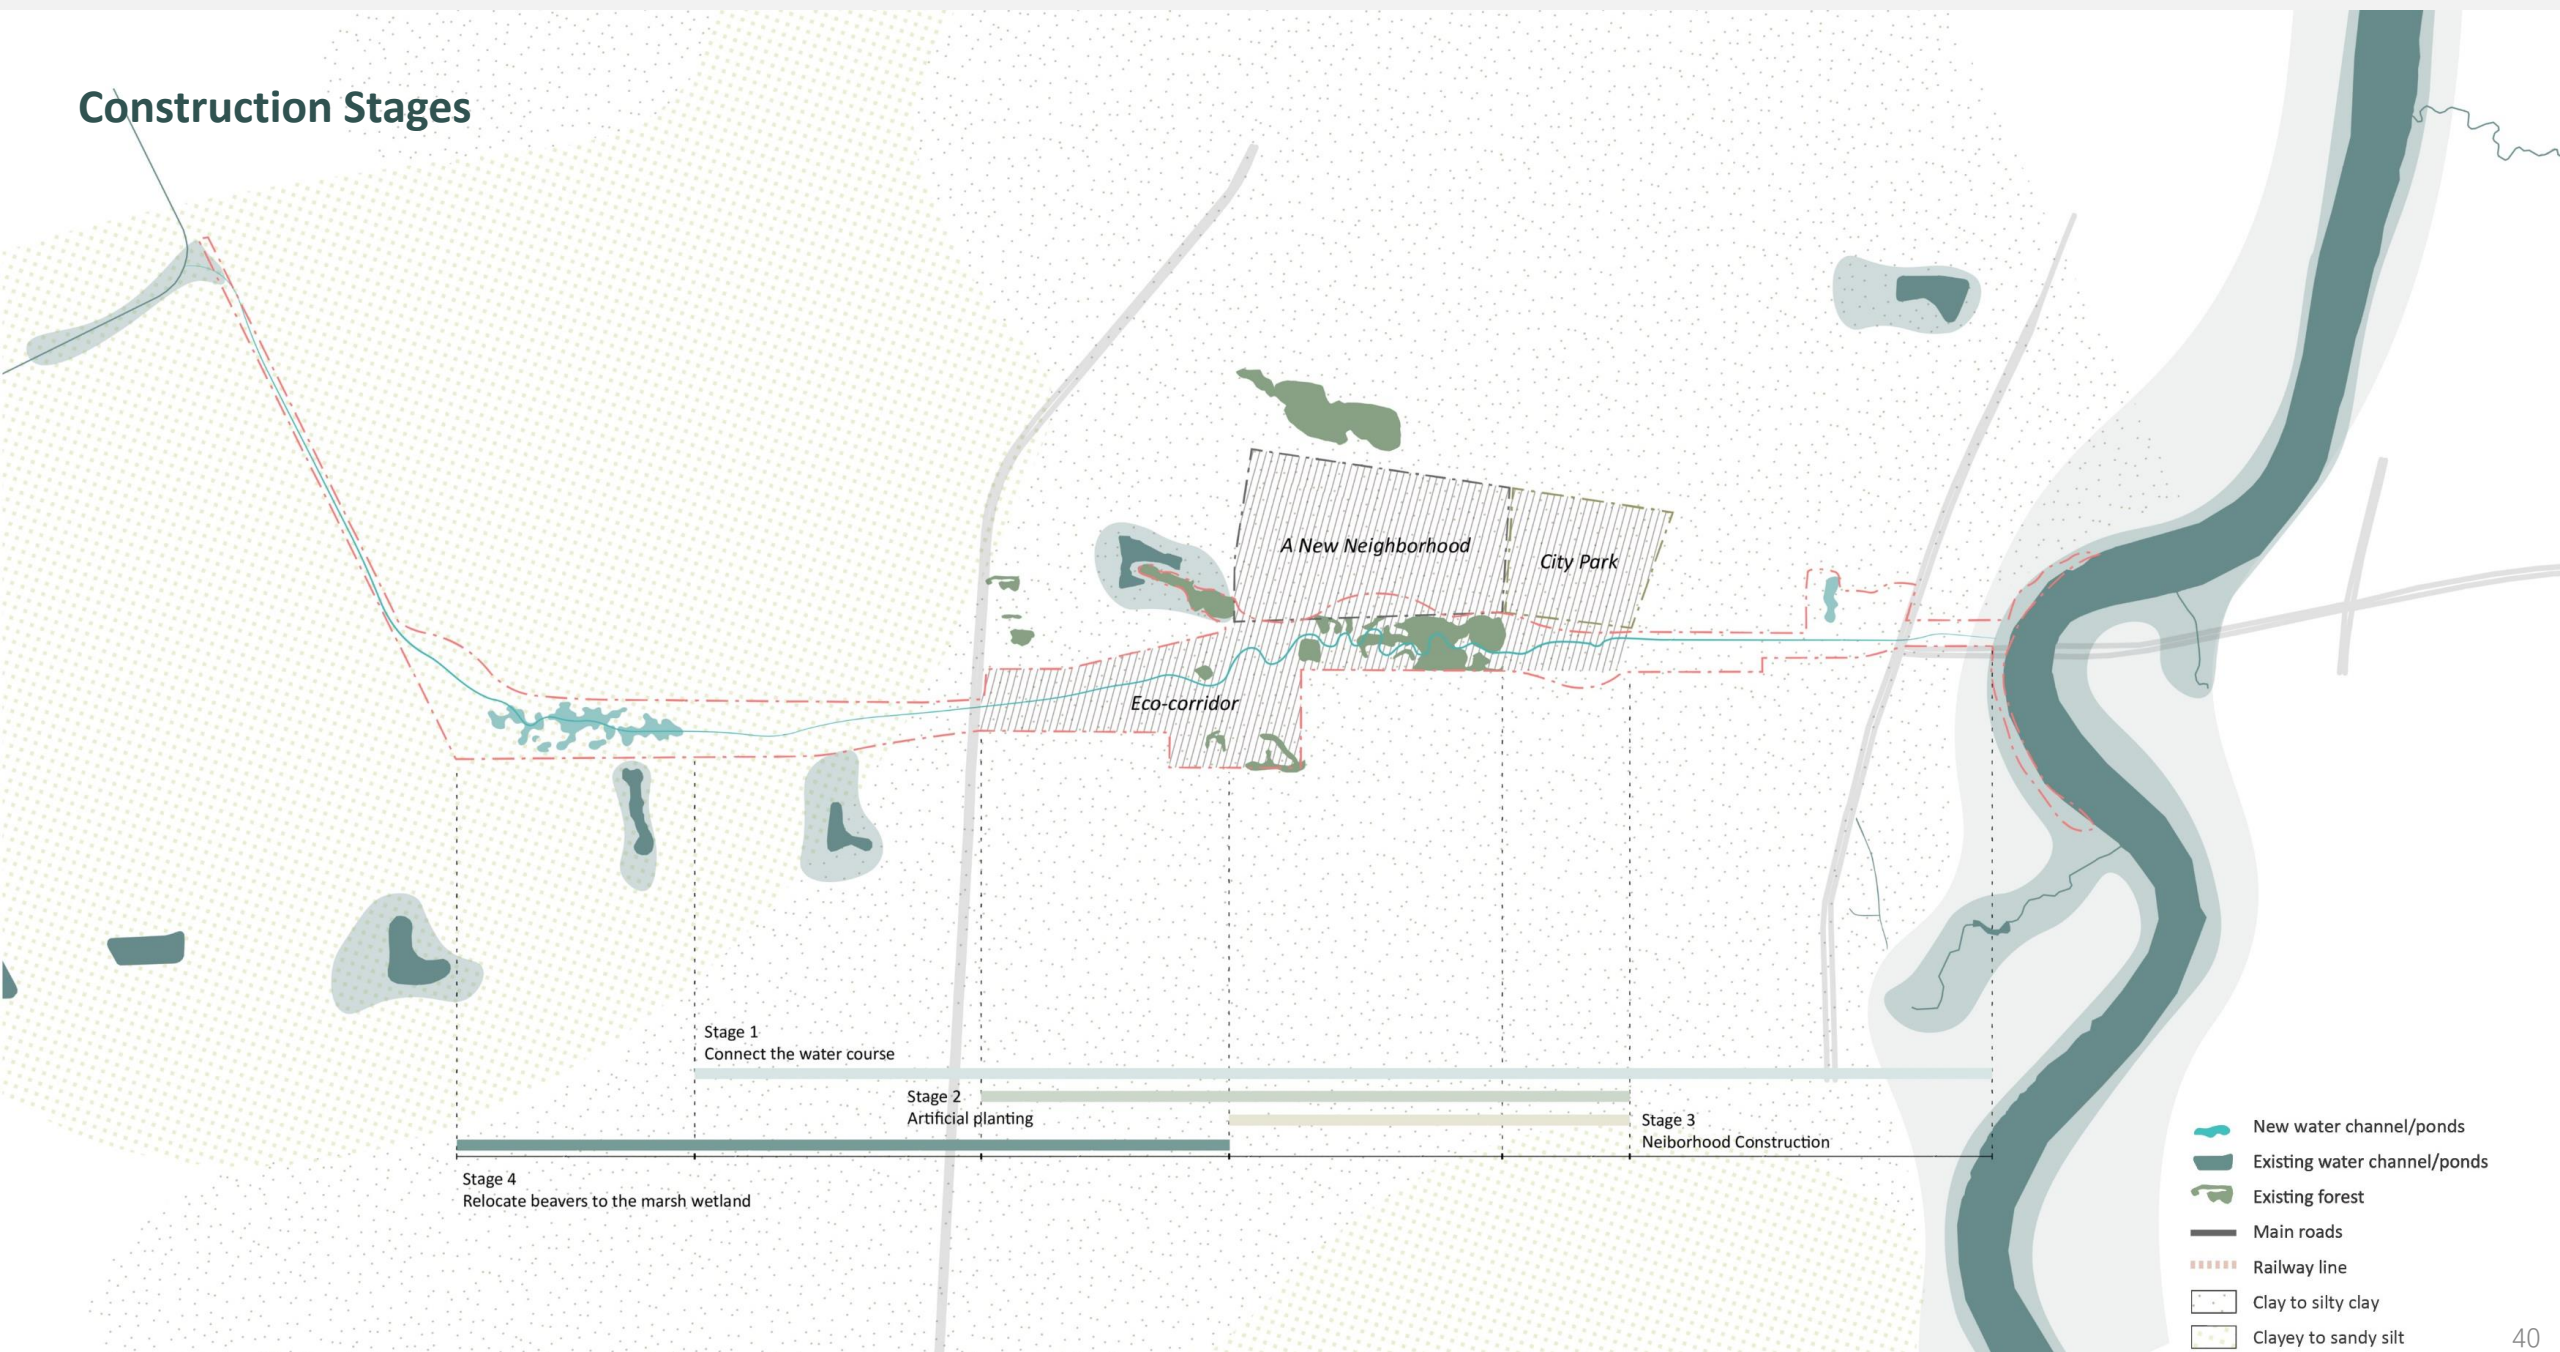 Construction Stages
A New Neighborhood
City Park
Eco-corridor
Stage 1
Connect the water course
Stage 2
Artificial planting
Stage 3
Neiborhood Construction
Stage 4
Relocate beavers to the marsh wetland
New water channel/ponds
Existing water channel/ponds
Existing forest
Main roads
Railway line
Clay to silty clay
Clayey to sandy silt
40